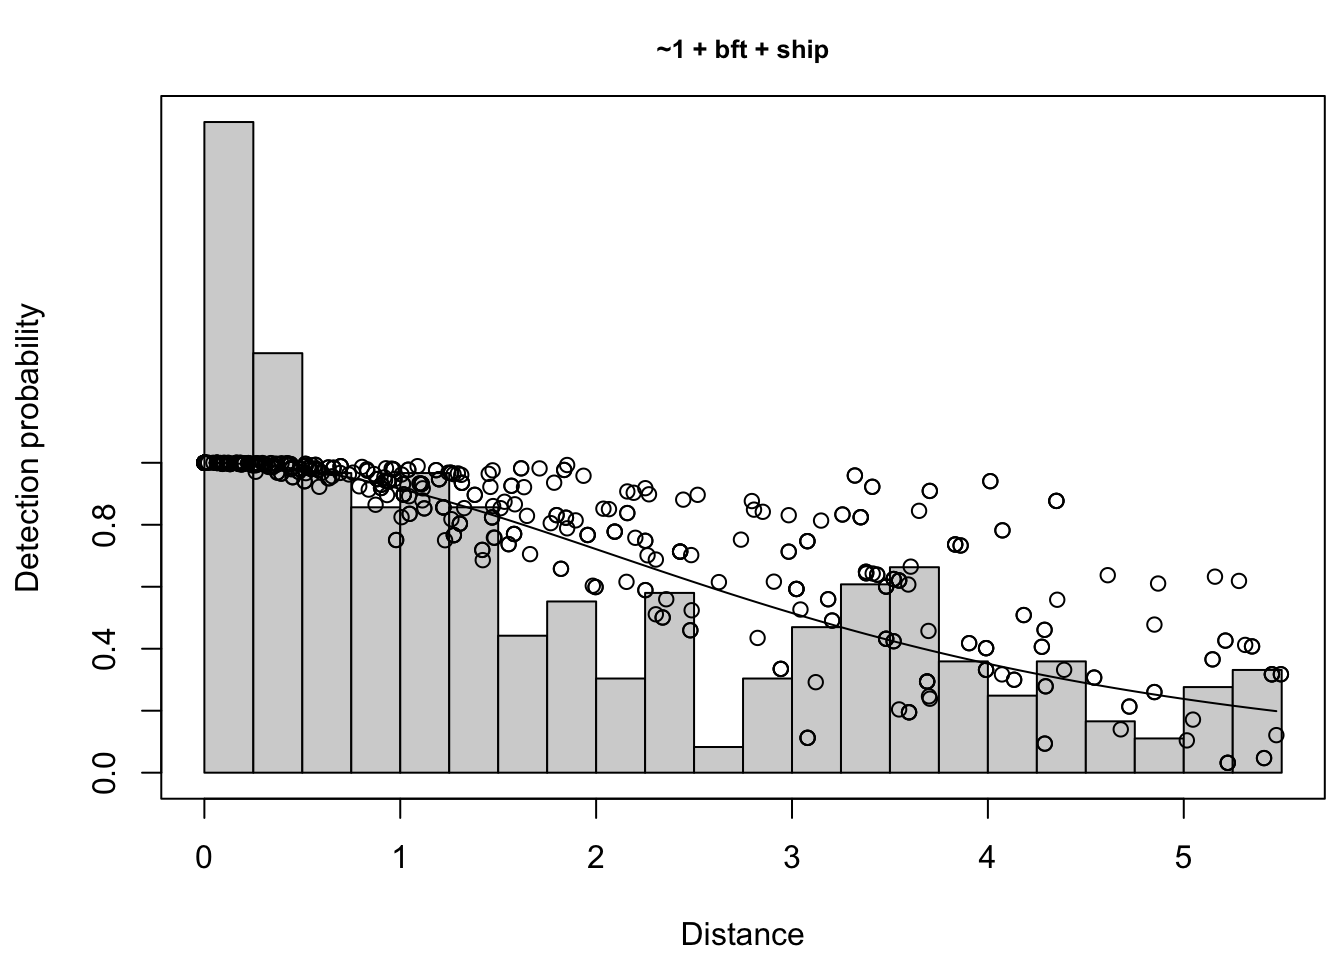 ~1 + bft + ship
Detection probability
0.8
0.4
0.0
0 1 2 3 4 5
Distance